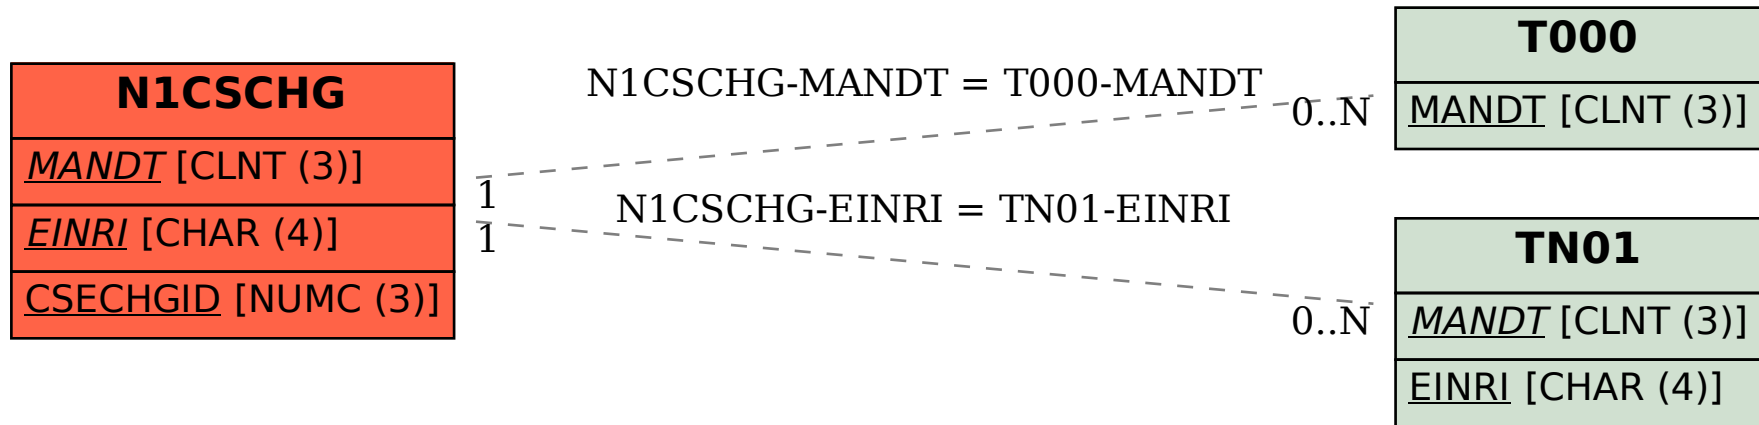 N1CSCHG
MANDT [CLNT (3)]
EINRI [CHAR (4)]
CSECHGID [NUMC (3)]
N1CSCHG-MANDT = T000-MANDT
1
0..N
N1CSCHG-EINRI = TN01-EINRI
1
0..N
T000
MANDT [CLNT (3)]
TN01
MANDT [CLNT (3)]
EINRI [CHAR (4)]